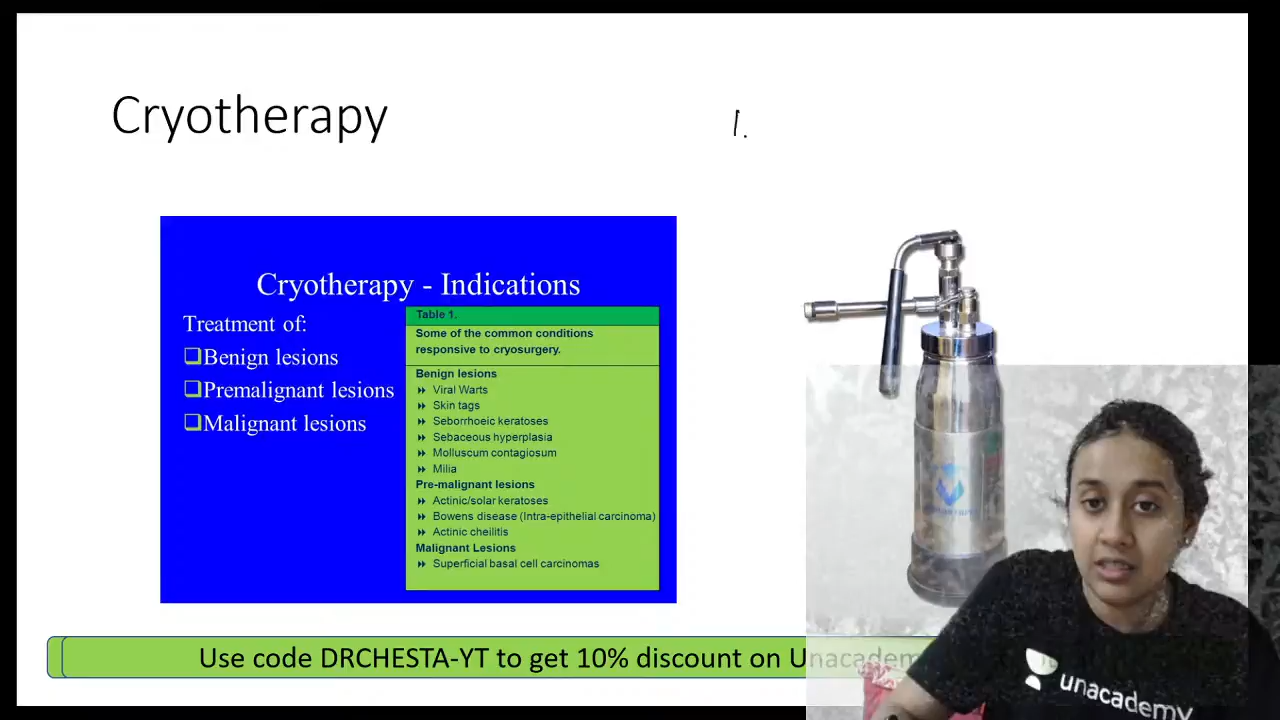 Cryotherapy
1.
Cryotherapy - Indications
Treatment of:
❑Benign lesions
❑Premalignant lesions
❑Malignant lesions
Table 1.
Some of the common conditions
responsive to cryosurgery.
Benign lesions
Viral Warts
Skin tags
Seborrhoeic keratoses
Sebaceous hyperplasia
Molluscum contagiosum
Milia
Pre-malignant lesions
Actinic/solar keratoses
Bowens disease (Intra-epithelial carcinoma)
Actinic cheilitis
Malignant Lesions
Superficial basal cell carcinomas
Use code DRCHESTA-YT to get 10% discount on Unacademy
unacademy